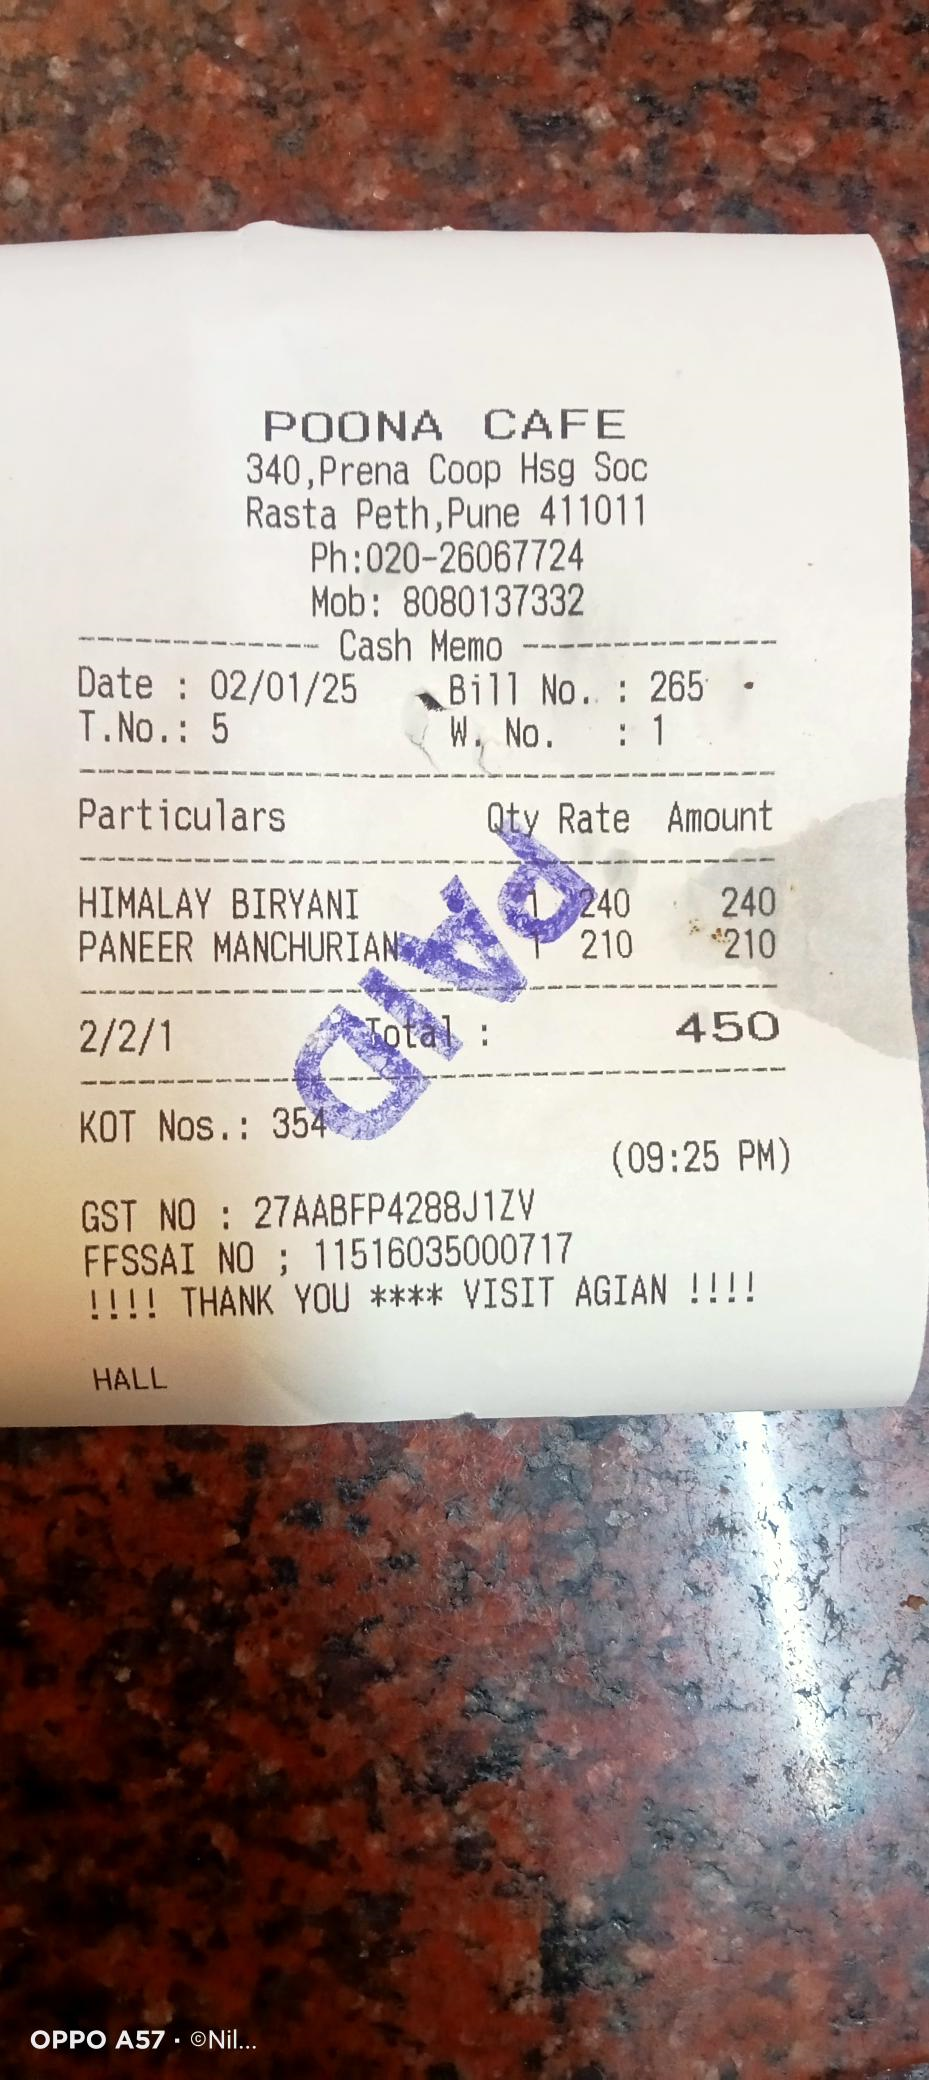 POONA CAFE
340,Prena Coop Hsg Soc
Rasta Peth,Pune 411011
Ph:020-26067724
Mob: 8080137332
------------- Cash Memo --------------
Date : 02/01/25 Bill No. : 265
T.No.: 5 W. No. : 1
Particulars Qty Rate Amount
HIMALAY BIRYANI 1 240 240
PANEER MANCHURIAN 1 210 210
PAID
2/2/1 Total : 450
KOT Nos.: 354
(09:25 PM)
GST NO : 27AABFP4288J1ZV
FFSSAI NO ; 11516035000717
!!!! THANK YOU **** VISIT AGIAN !!!!
HALL
OPPO A57 · ©Nil...